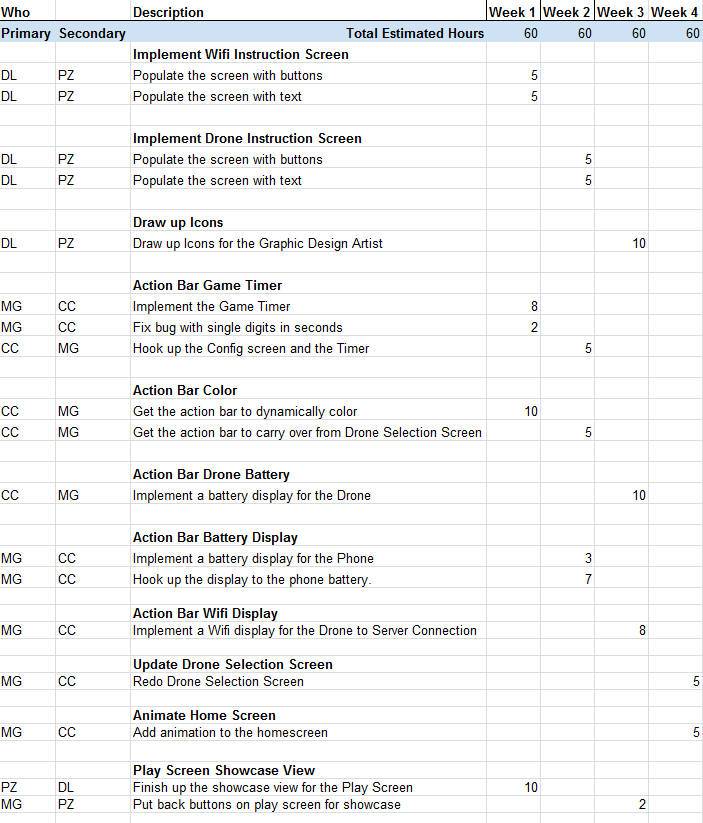 Who Description Week 1 Week 2 Week 3 Week 4
Primary Secondary Total Estimated Hours 60 60 60 60
Implement Wifi Instruction Screen
DL PZ Populate the screen with buttons 5
DL PZ Populate the screen with text 5
Implement Drone Instruction Screen
DL PZ Populate the screen with buttons 5
DL PZ Populate the screen with text 5
Draw up Icons
DL PZ Draw up Icons for the Graphic Design Artist 10
Action Bar Game Timer
MG CC Implement the Game Timer 8
MG CC Fix bug with single digits in seconds 2
CC MG Hook up the Config screen and the Timer 5
Action Bar Color
CC MG Get the action bar to dynamically color 10
CC MG Get the action bar to carry over from Drone Selection Screen 5
Action Bar Drone Battery
CC MG Implement a battery display for the Drone 10
Action Bar Battery Display
MG CC Implement a battery display for the Phone 3
MG CC Hook up the display to the phone battery. 7
Action Bar Wifi Display
MG CC Implement a Wifi display for the Drone to Server Connection 8
Update Drone Selection Screen
MG CC Redo Drone Selection Screen 5
Animate Home Screen
MG CC Add animation to the homescreen 5
Play Screen Showcase View
PZ DL Finish up the showcase view for the Play Screen 10
MG PZ Put back buttons on play screen for showcase 2